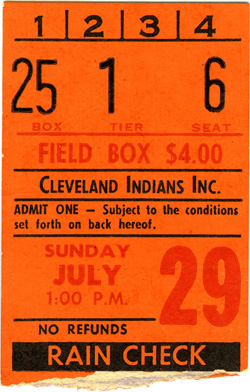 1 | 2 | 3 | 4
25 1 6
BOX TIER SEAT
FIELD BOX $4.00
CLEVELAND INDIANS INC.
ADMIT ONE — Subject to the conditions
set forth on back hereof.
SUNDAY
JULY
1:00 P.M.
29
NO REFUNDS
RAIN CHECK